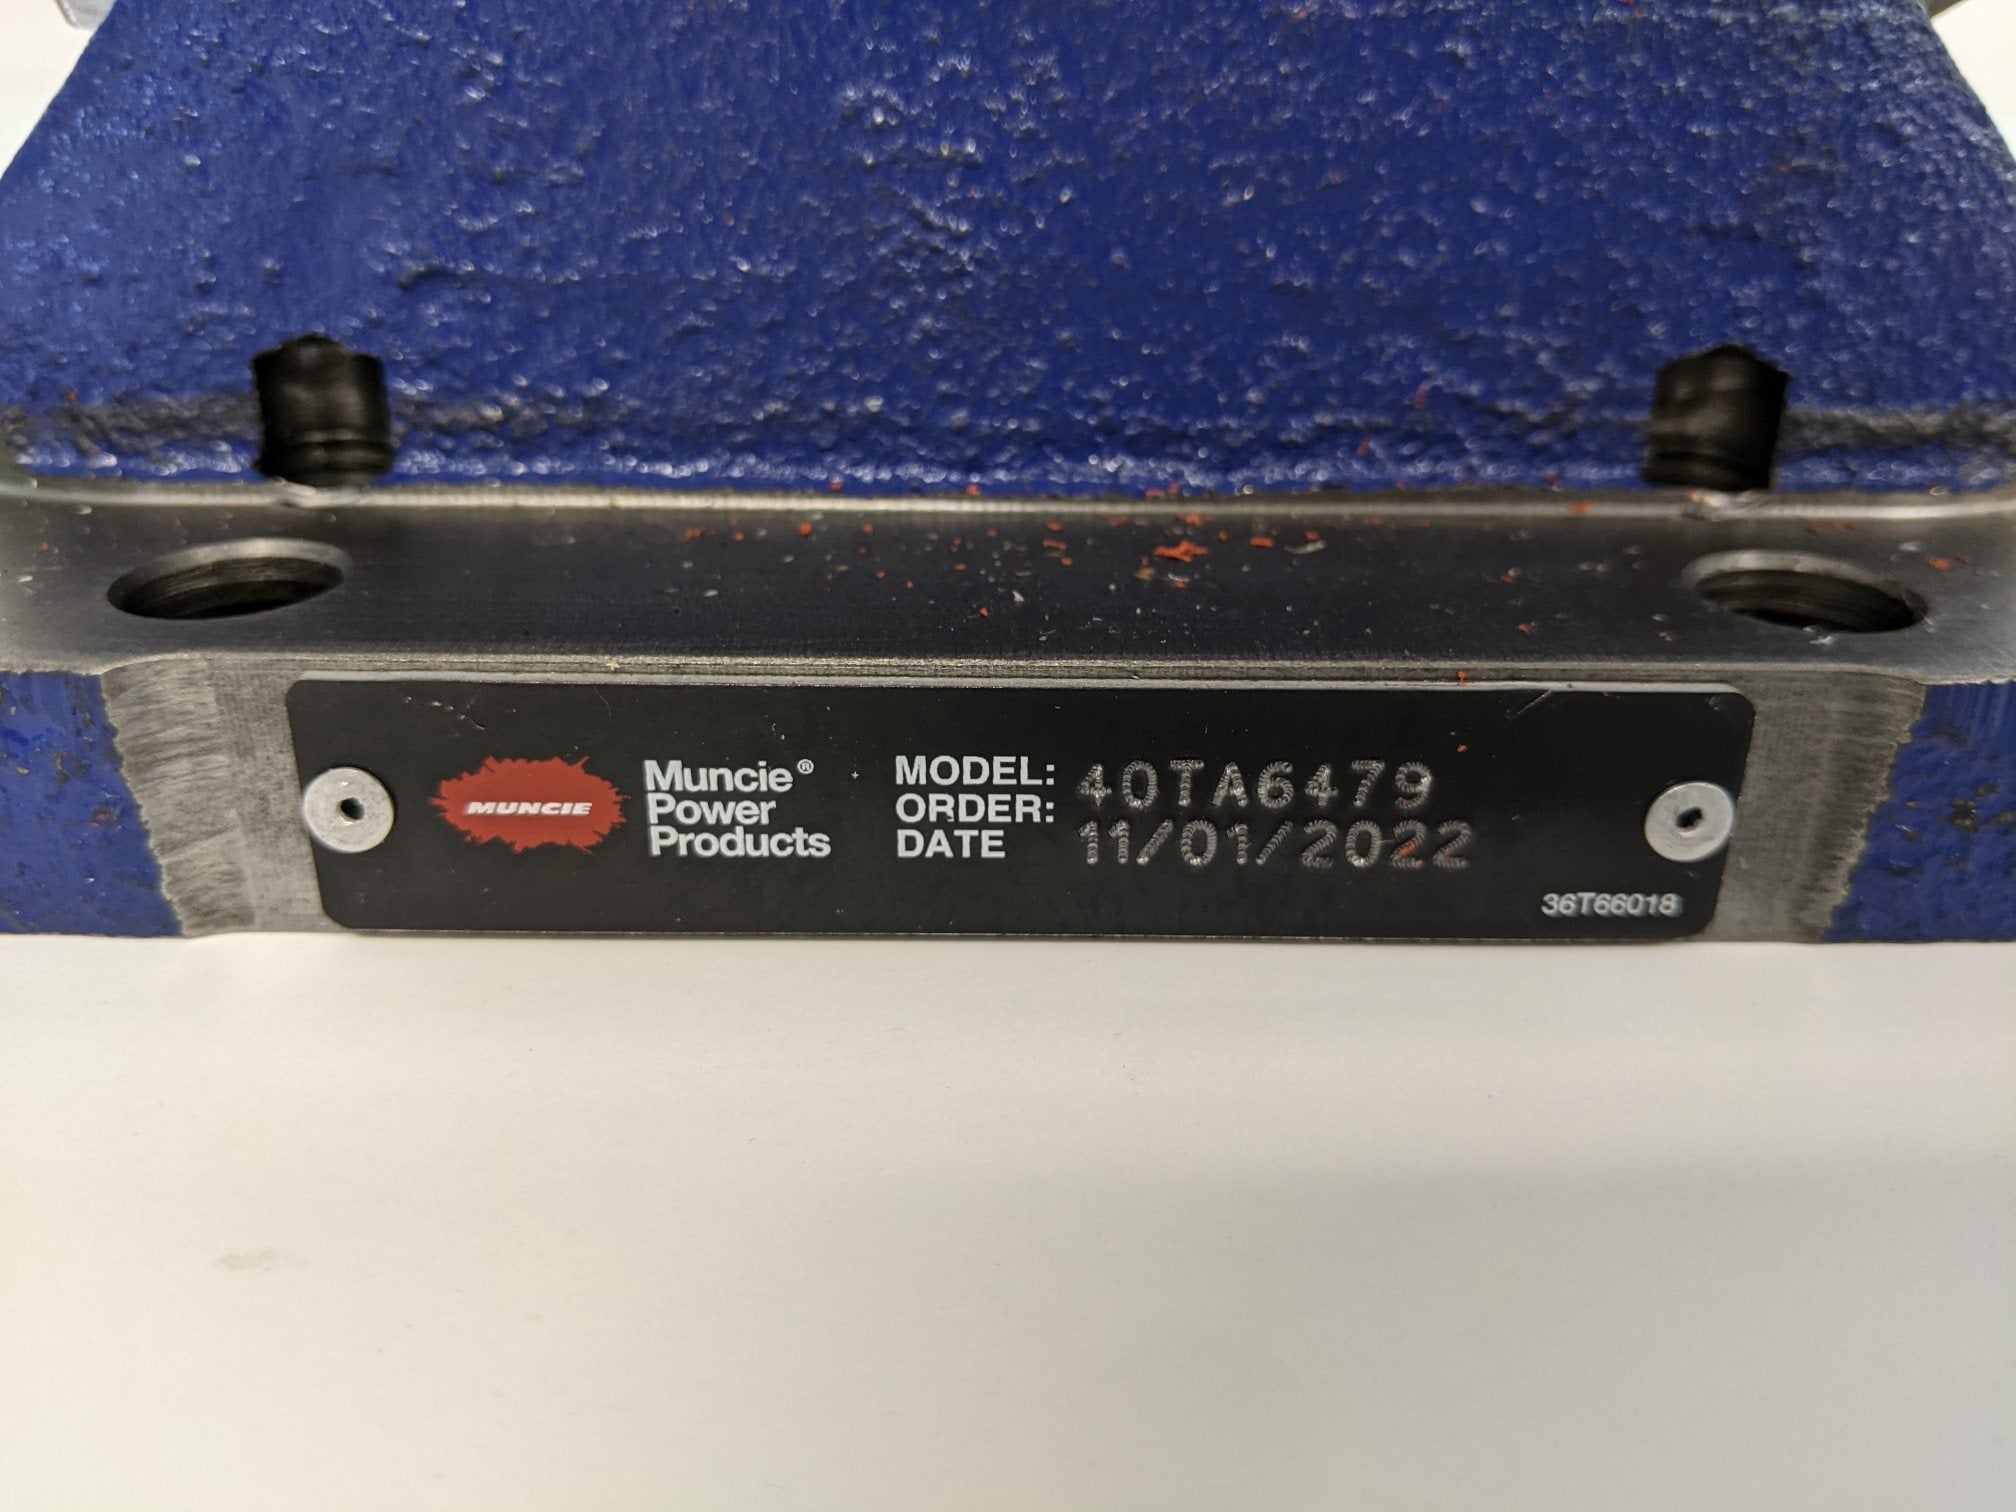 MUNCIE
Muncie®
Power
Products
MODEL: 40TA6479
ORDER:
DATE 11/01/2022
36T66018